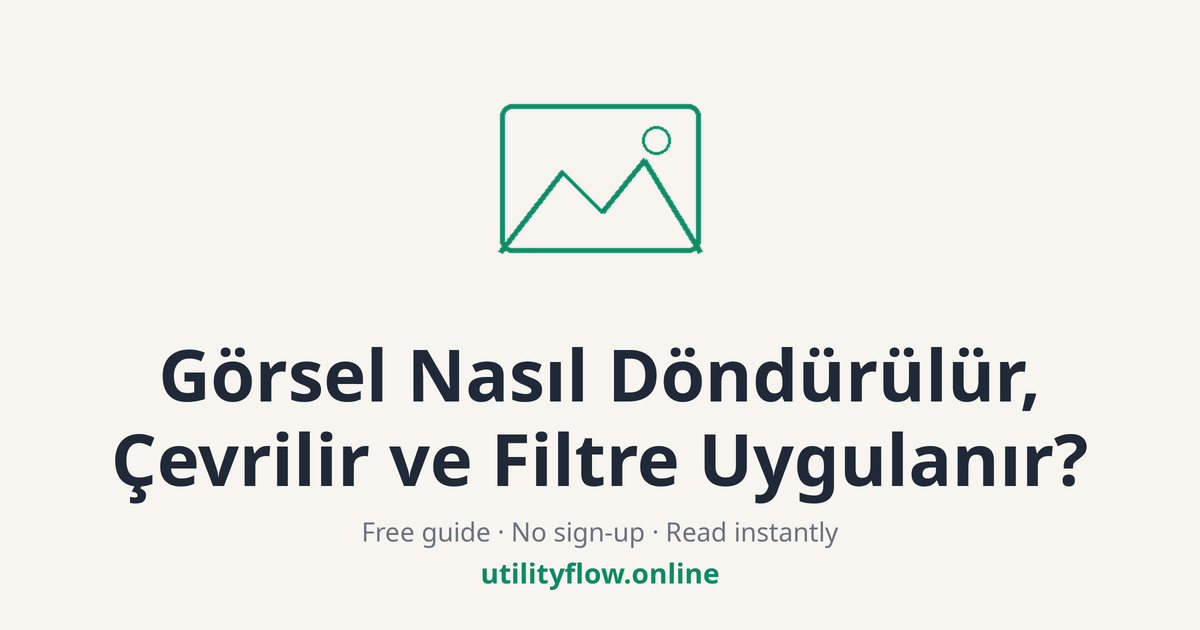 Görsel Nasıl Döndürülür,
Çevrilir ve Filtre Uygulanır?
Free guide · No sign-up · Read instantly
utilityflow.online